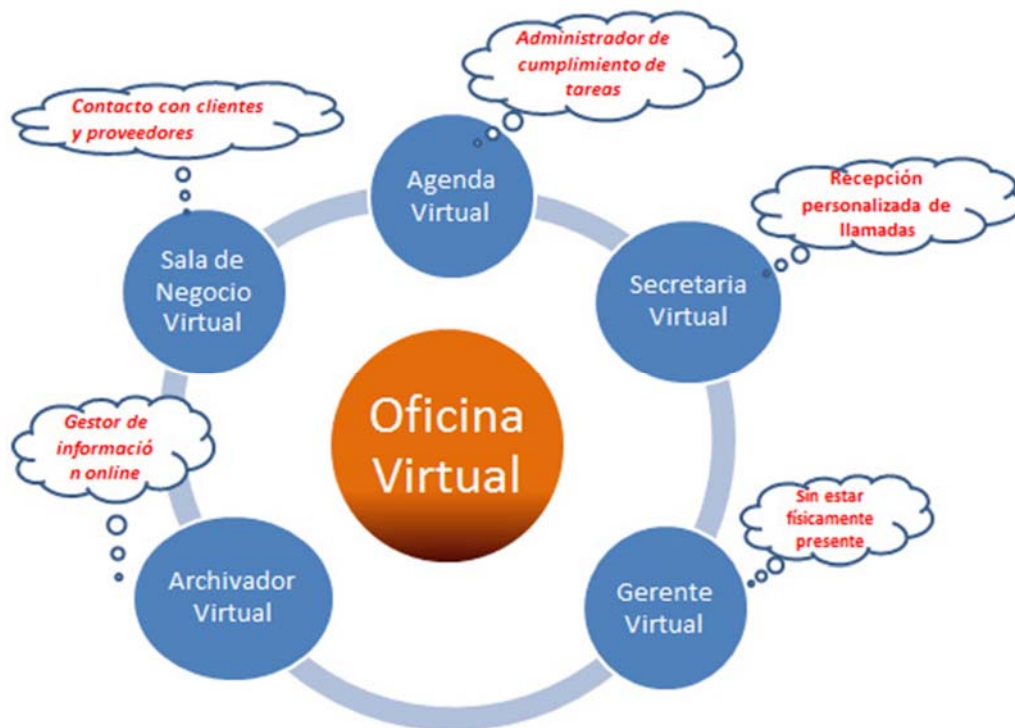 Administrador de
cumplimiento de
tareas
Contacto con clientes
y proveedores
Agenda
Virtual
Recepción
personalizada de
llamadas
Sala de
Negocio
Virtual
Secretaria
Virtual
Oficina
Virtual
Gestor de
informació
n online
Sin estar
físicamente
presente
Archivador
Virtual
Gerente
Virtual